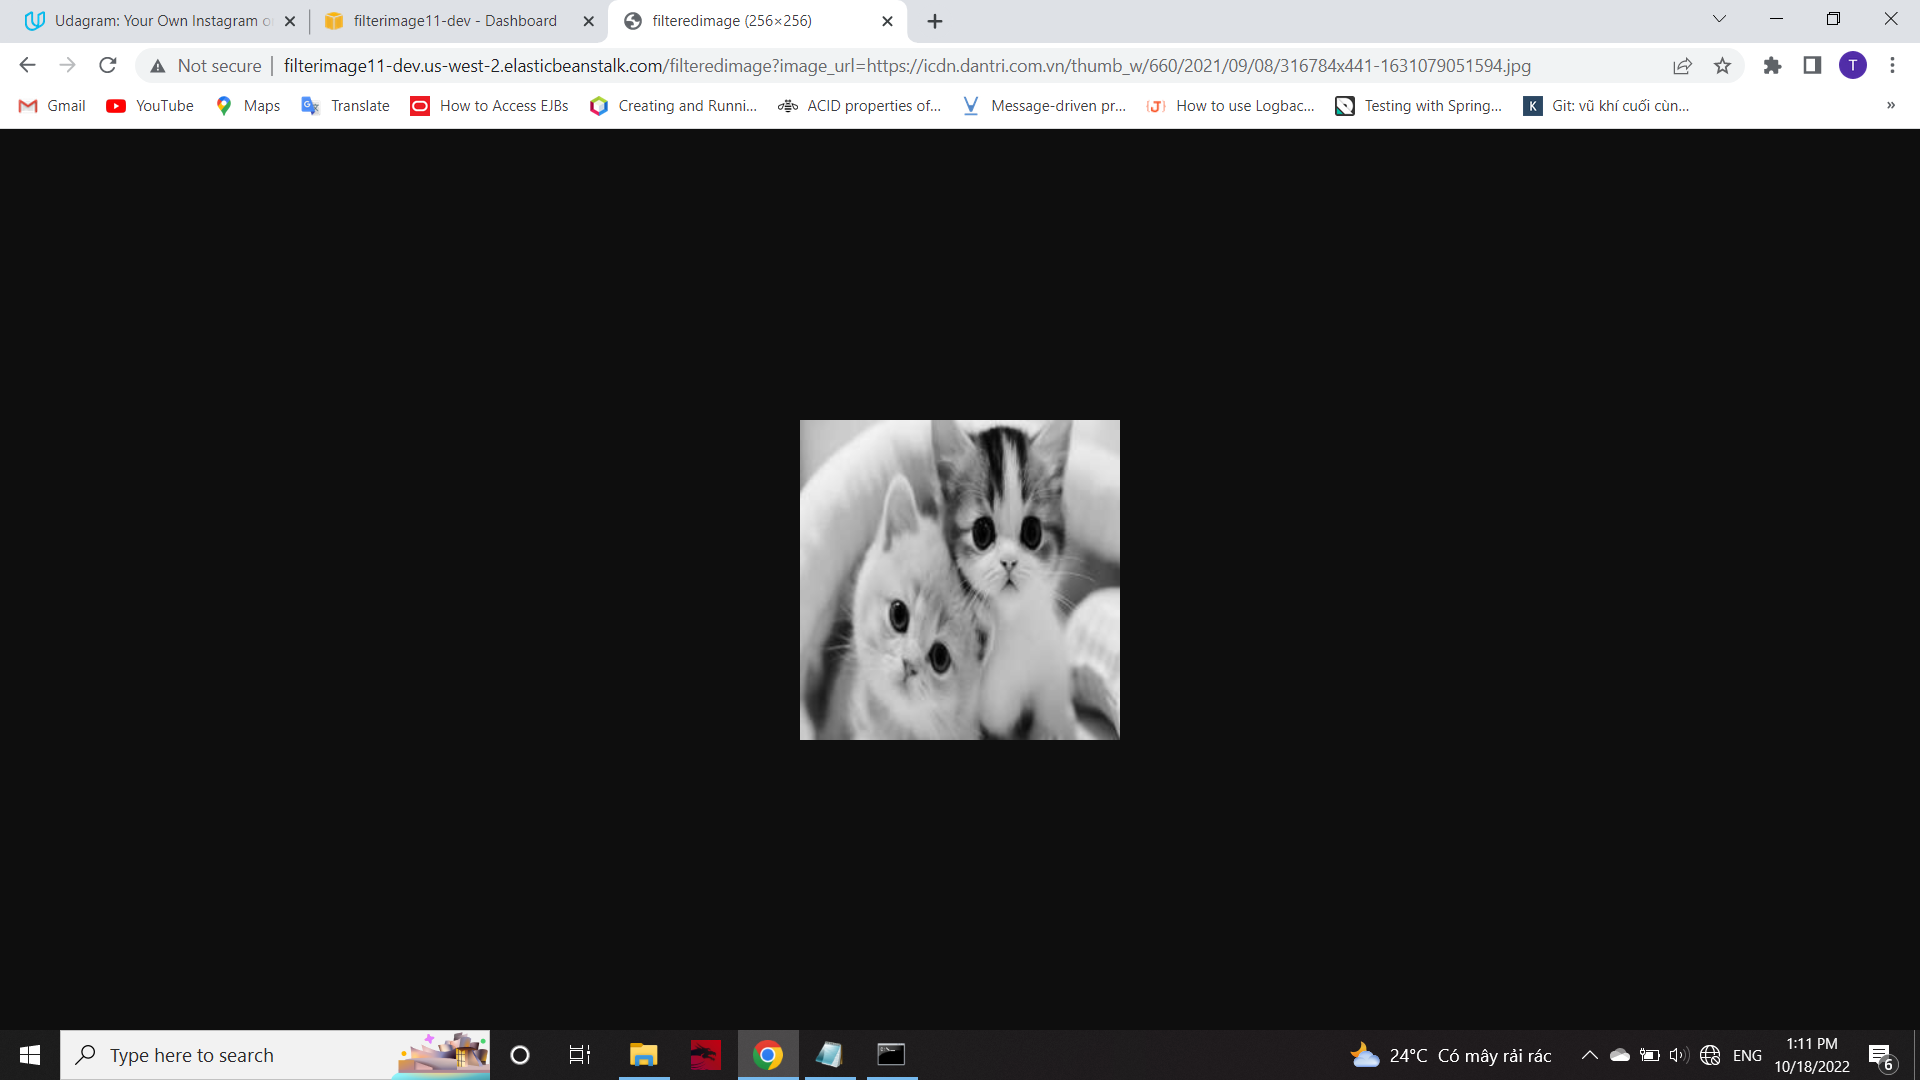 Udagram: Your Own Instagram o
filterimage11-dev - Dashboard
filteredimage (256×256)
Not secure
filterimage11-dev.us-west-2.elasticbeanstalk.com/filteredimage?image_url=https://icdn.dantri.com.vn/thumb_w/660/2021/09/08/316784x441-1631079051594.jpg
T
Gmail
YouTube
Maps
Translate
How to Access EJBs
Creating and Runni...
ACID properties of...
Message-driven pr...
How to use Logbac...
Testing with Spring...
K
Git: vũ khí cuối cùn...
»
Type here to search
24°C Có mây rải rác
ENG
1:11 PM
10/18/2022
6